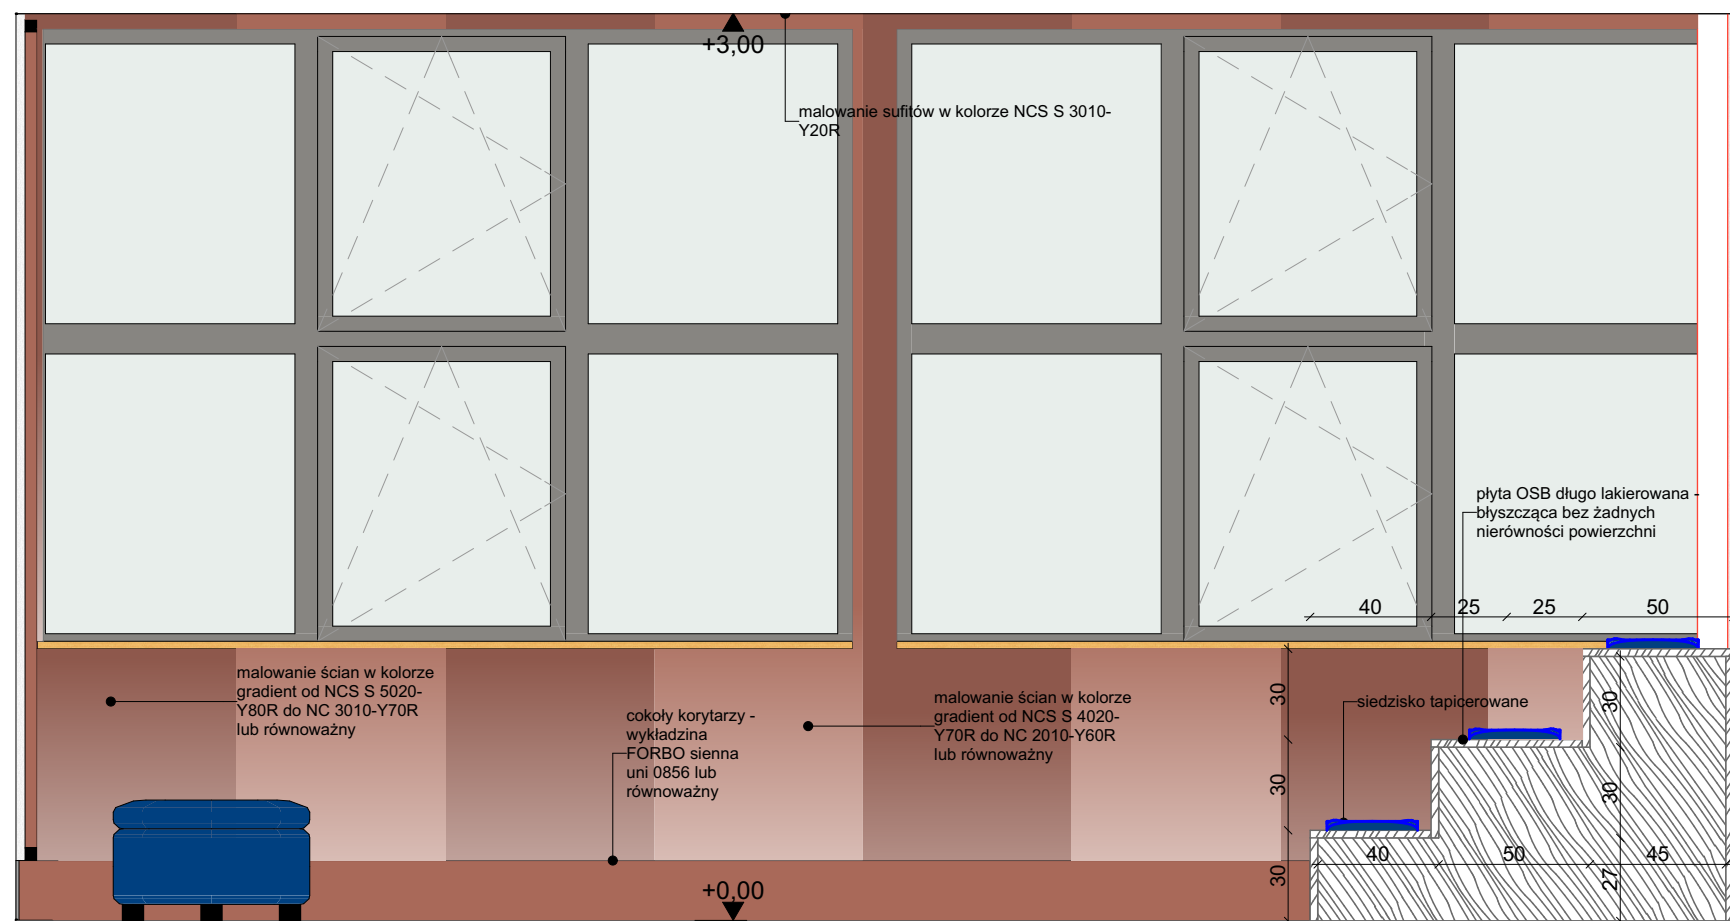 +3,00
malowanie sufitów w kolorze NCS S 3010-
Y20R
płyta OSB długo lakierowana -
błyszcząca bez żadnych
nierówności powierzchni
40
25
25
50
malowanie ścian w kolorze
gradient od NCS S 5020-
Y80R do NC 3010-Y70R
lub równoważny
cokoły korytarzy -
wykładzina
FORBO sienna
uni 0856 lub
równoważny
malowanie ścian w kolorze
gradient od NCS S 4020-
Y70R do NC 2010-Y60R
lub równoważny
siedzisko tapicerowane
30
30
30
30
30
27
40
50
45
+0,00